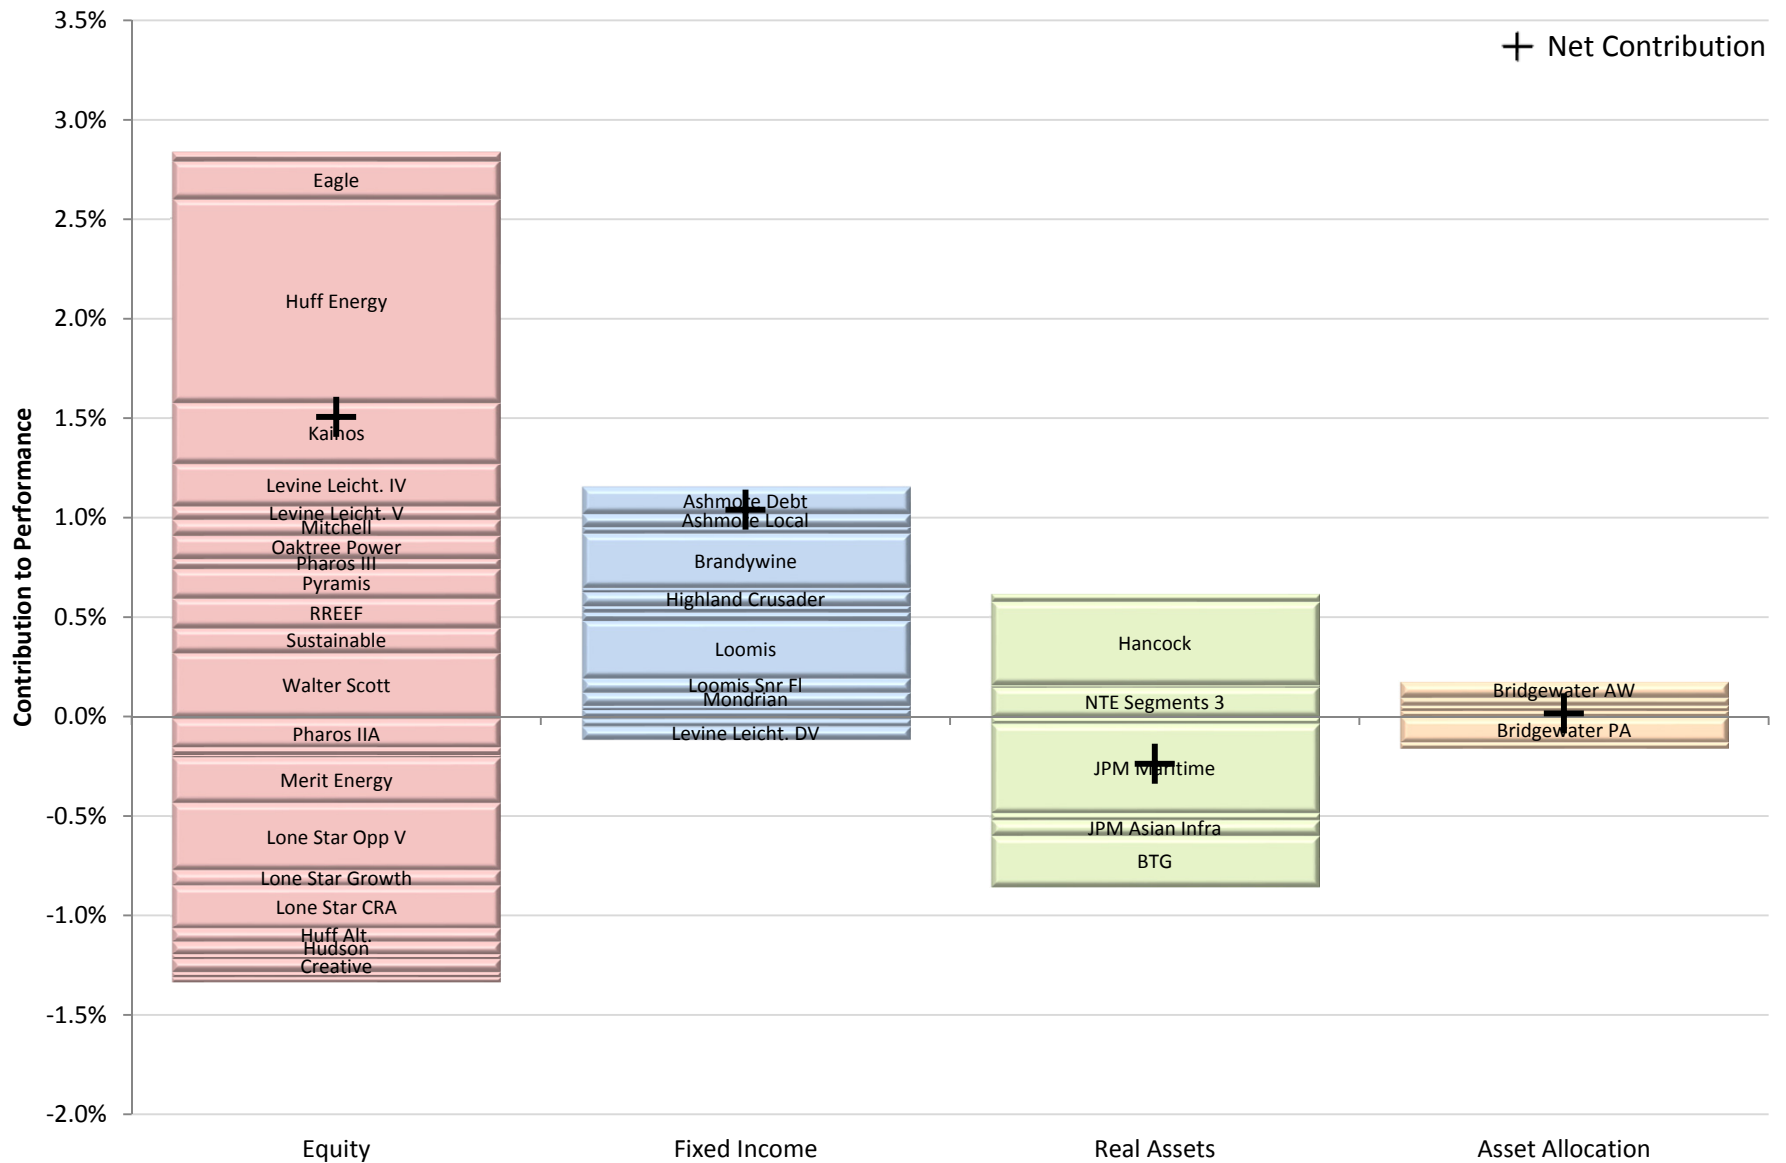 3.5%
Net Contribution
3.0%
2.5%
2.0%
1.5%
1.0%
0.5%
0.0%
-0.5%
-1.0%
-1.5%
-2.0%
Contribution to Performance
Eagle
Huff Energy
Kainos
Levine Leicht. IV
Levine Leicht. V
Mitchell
Oaktree Power
Pharos III
Pyramis
RREEF
Sustainable
Walter Scott
Pharos IIA
Merit Energy
Lone Star Opp V
Lone Star Growth
Lone Star CRA
Huff Alt.
Hudson
Creative
Ashmore Debt
Ashmore Local
Brandywine
Highland Crusader
Loomis
Loomis Snr Fl
Mondrian
Levine Leicht. DV
Hancock
NTE Segments 3
JPM Maritime
JPM Asian Infra
BTG
Bridgewater AW
Bridgewater PA
Equity
Fixed Income
Real Assets
Asset Allocation